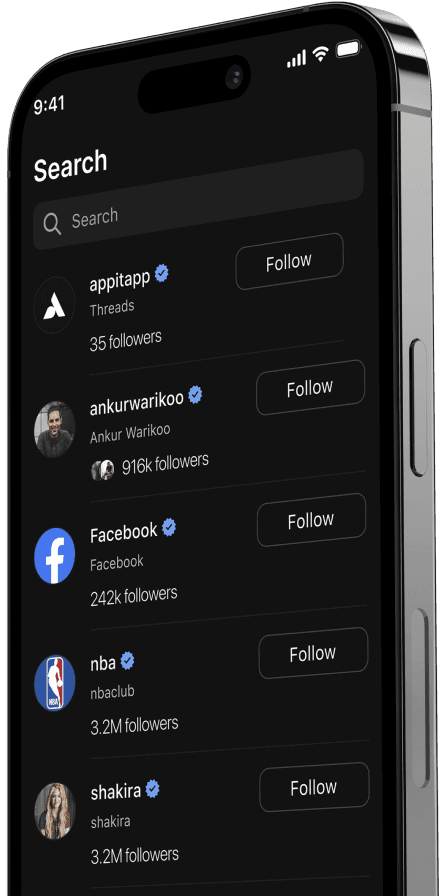 9:41
Search
Search
appitapp
Follow
Threads
35 followers
ankurwarikoo
Follow
Ankur Warikoo
916k followers
Facebook
Follow
Facebook
242k followers
NBA
nba
Follow
nbaclub
3.2M followers
shakira
Follow
shakira
3.2M followers